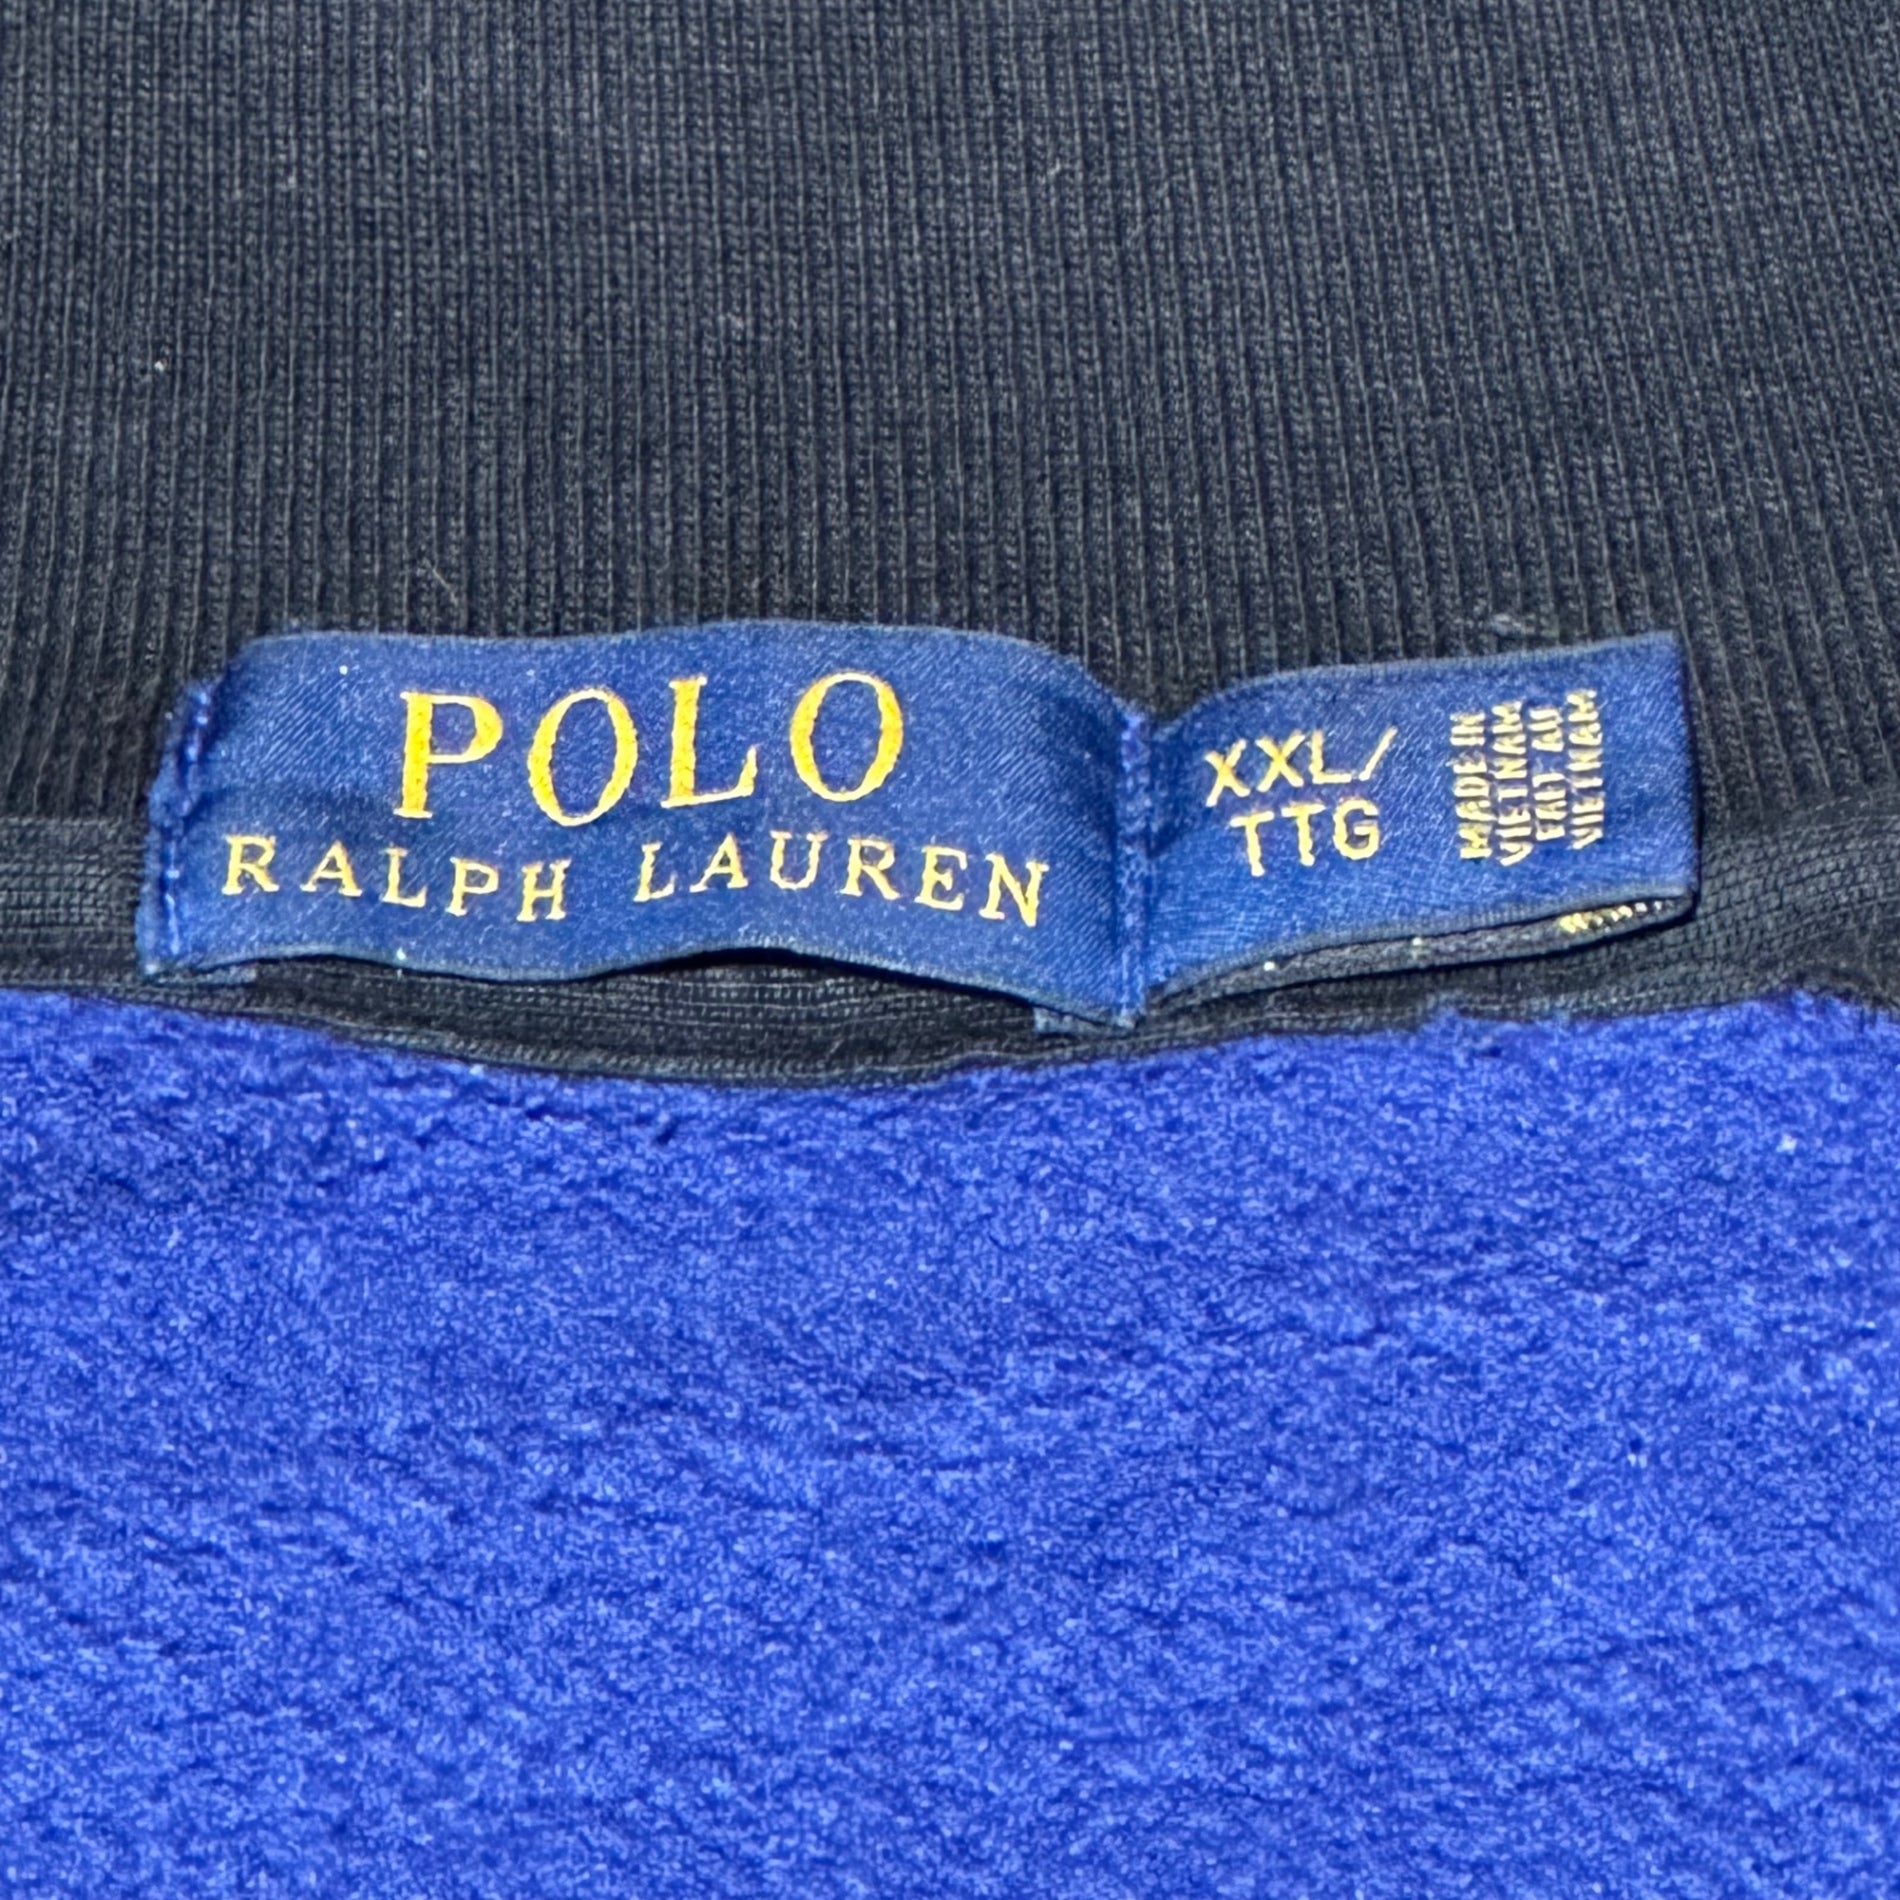 POLO
RALPH LAUREN
XXL/
TTG
MADE IN
VIETNAM
FAIT AU
VIETNAM